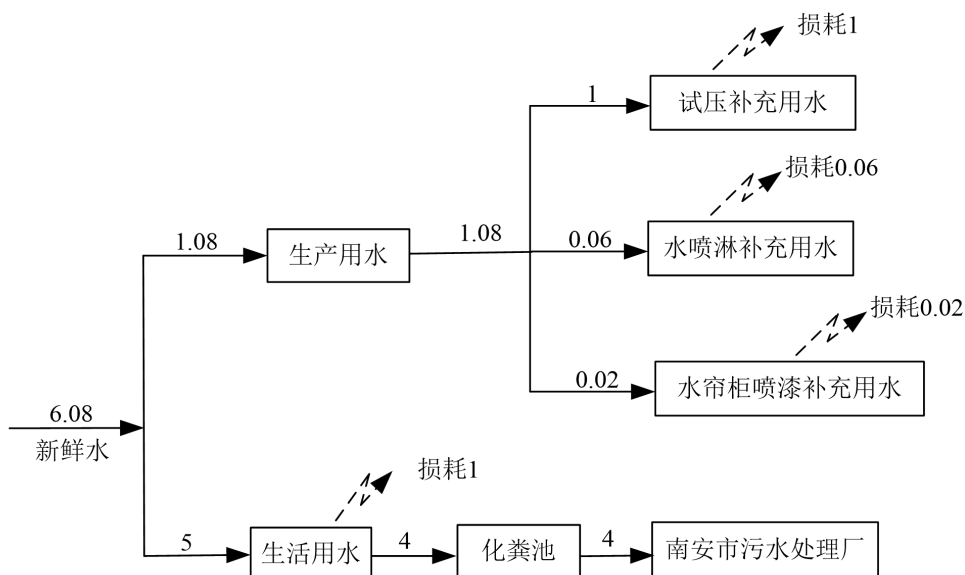 损耗1
1
试压补充用水
损耗0.06
1.08
生产用水
1.08
0.06
水喷淋补充用水
损耗0.02
0.02
水帘柜喷漆补充用水
6.08
新鲜水
损耗1
5
生活用水
4
化粪池
4
南安市污水处理厂